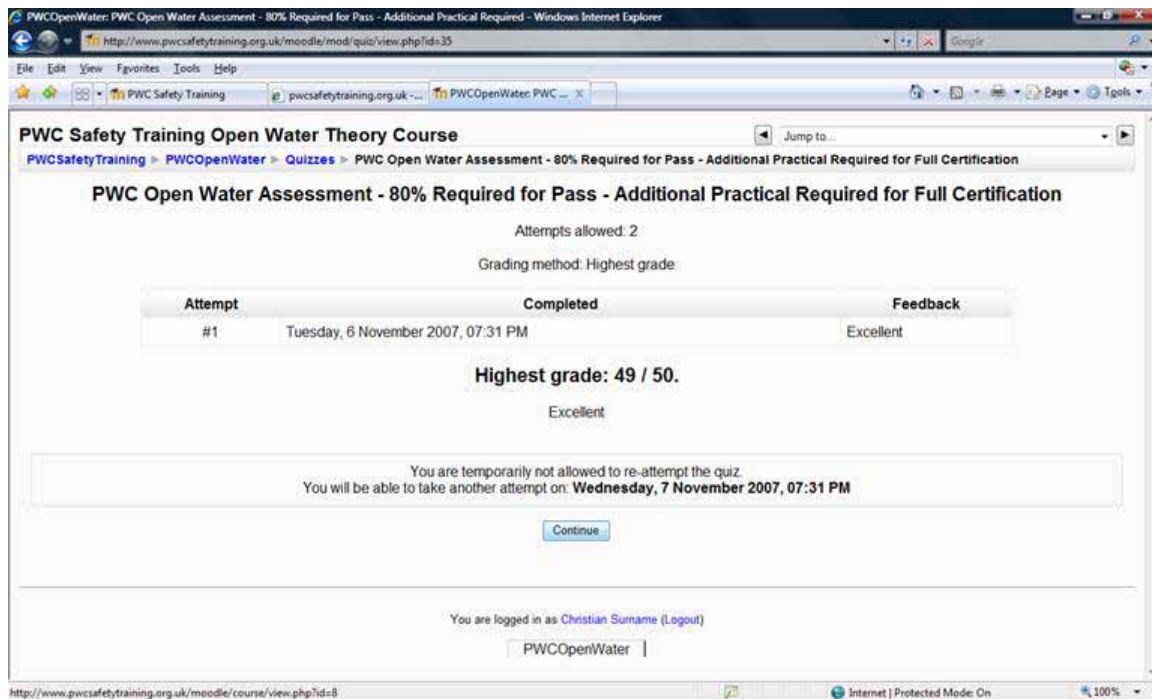 PWCOpenWater: PWC Open Water Assessment - 80% Required for Pass - Additional Practical Required - Windows Internet Explorer
http://www.pwcsafetytraining.org.uk/moodle/mod/quiz/view.php?id=35
Google
File Edit View Favorites Tools Help
PWC Safety Training pwcsafetytraining.org.uk -... PWCOpenWater: PWC ... X Page Tools
PWC Safety Training Open Water Theory Course Jump to...
PWCSafetyTraining ► PWCOpenWater ► Quizzes ► PWC Open Water Assessment - 80% Required for Pass - Additional Practical Required for Full Certification
PWC Open Water Assessment - 80% Required for Pass - Additional Practical Required for Full Certification
Attempts allowed: 2
Grading method: Highest grade
Attempt Completed Feedback
#1 Tuesday, 6 November 2007, 07:31 PM Excellent
Highest grade: 49 / 50.
Excellent
You are temporarily not allowed to re-attempt the quiz.
You will be able to take another attempt on: Wednesday, 7 November 2007, 07:31 PM
Continue
You are logged in as Christian Surname (Logout)
PWCOpenWater
http://www.pwcsafetytraining.org.uk/moodle/course/view.php?id=8 Internet | Protected Mode: On 100%